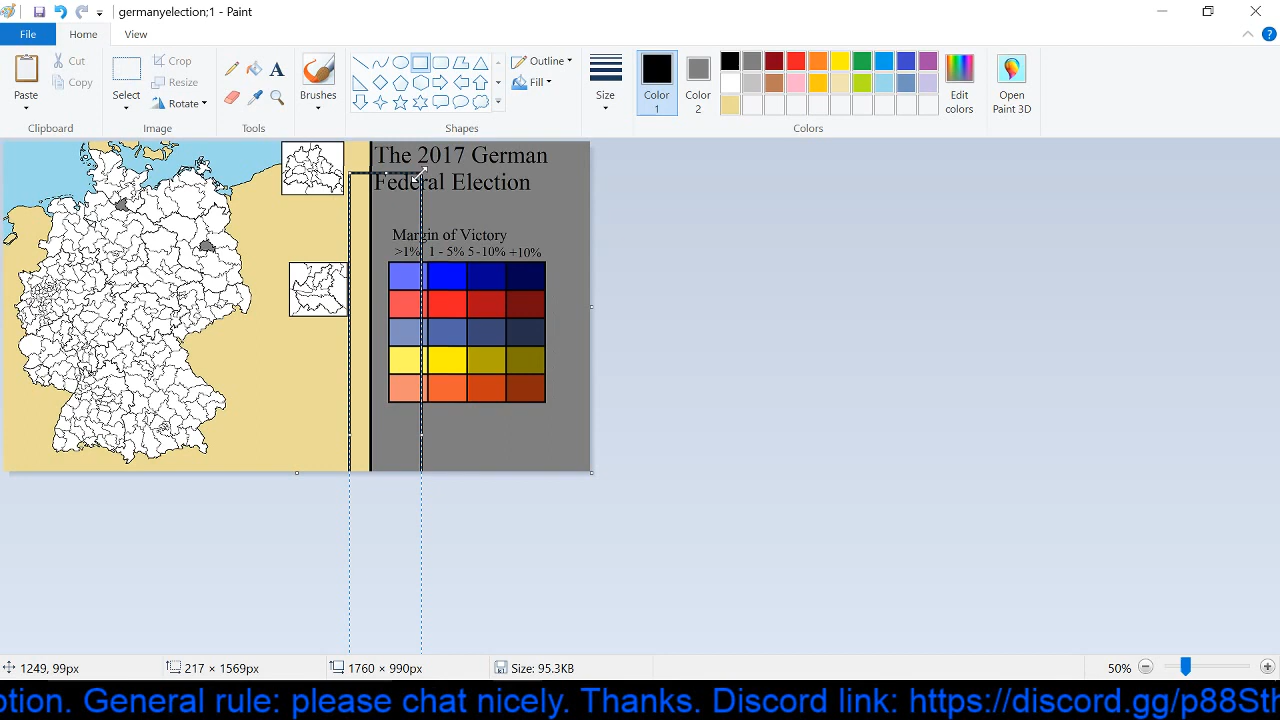 germanyelection;1 - Paint
File
Home
View
Paste
Cut
Copy
Clipboard
Select
Crop
Resize
Rotate
Image
Tools
Brushes
Shapes
Outline
Fill
Size
Color
1
Color
2
Edit
colors
Open
Paint 3D
Colors
The 2017 German
Federal Election
Margin of Victory
>1% 1 - 5% 5 -10% +10%
1249, 99px
217 × 1569px
1760 × 990px
Size: 95.3KB
50%
ption. General rule: please chat nicely. Thanks. Discord link: https://discord.gg/p88Stl